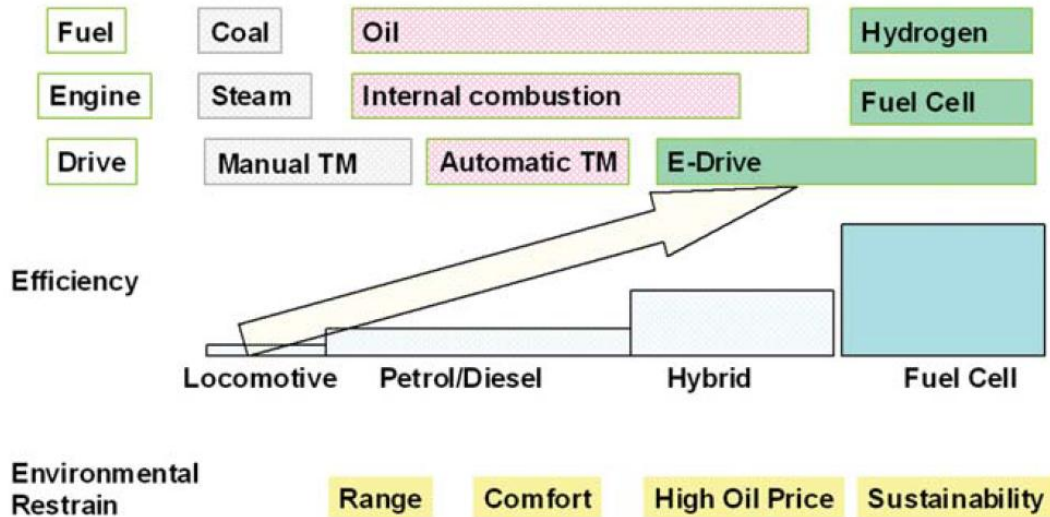 Fuel Coal Oil Hydrogen
Engine Steam Internal combustion Fuel Cell
Drive Manual TM Automatic TM E-Drive
Efficiency
Locomotive Petrol/Diesel Hybrid Fuel Cell
Environmental
Restrain
Range Comfort High Oil Price Sustainability